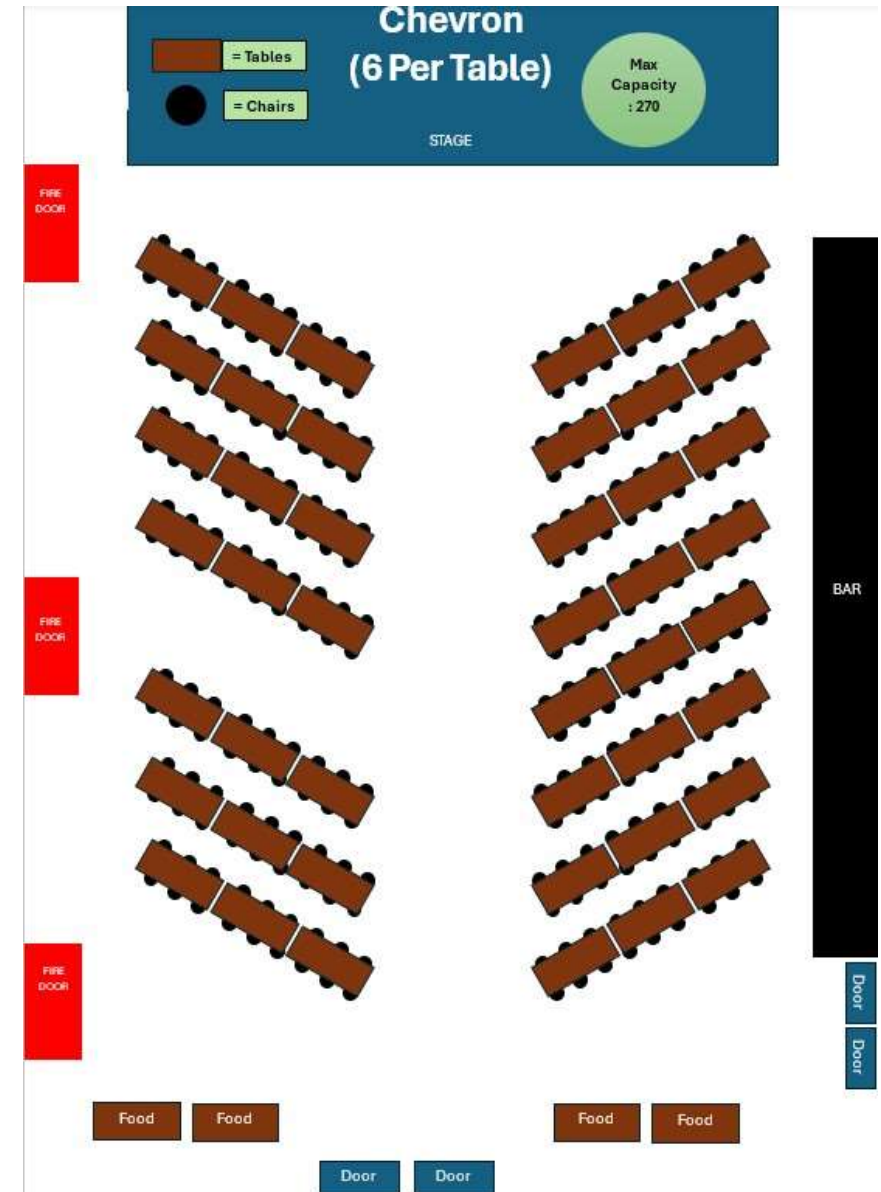 Chevron
(6 Per Table)
= Tables
= Chairs
Max
Capacity
: 270
STAGE
FIRE
DOOR
FIRE
DOOR
BAR
FIRE
DOOR
Door
Door
Food
Food
Food
Food
Door
Door